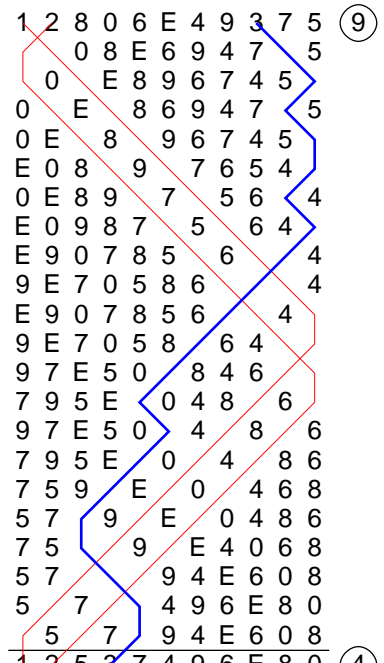 1 2 8 0 6 E 4 9 3 7 5 9
0 8 E 6 9 4 7 5
0 E 8 9 6 7 4 5
0 E 8 6 9 4 7 5
0 E 8 9 6 7 4 5
E 0 8 9 7 6 5 4
0 E 8 9 7 5 6 4
E 0 9 8 7 5 6 4
E 9 0 7 8 5 6 4
9 E 7 0 5 8 6 4
E 9 0 7 8 5 6 4
9 E 7 0 5 8 6 4
9 7 E 5 0 8 4 6
7 9 5 E 0 4 8 6
9 7 E 5 0 4 8 6
7 9 5 E 0 4 8 6
7 5 9 E 0 4 6 8
5 7 9 E 0 4 8 6
7 5 9 E 4 0 6 8
5 7 9 4 E 6 0 8
5 7 4 9 6 E 8 0
5 7 9 4 E 6 0 8
1 2 5 3 7 4 9 6 E 8 0 4